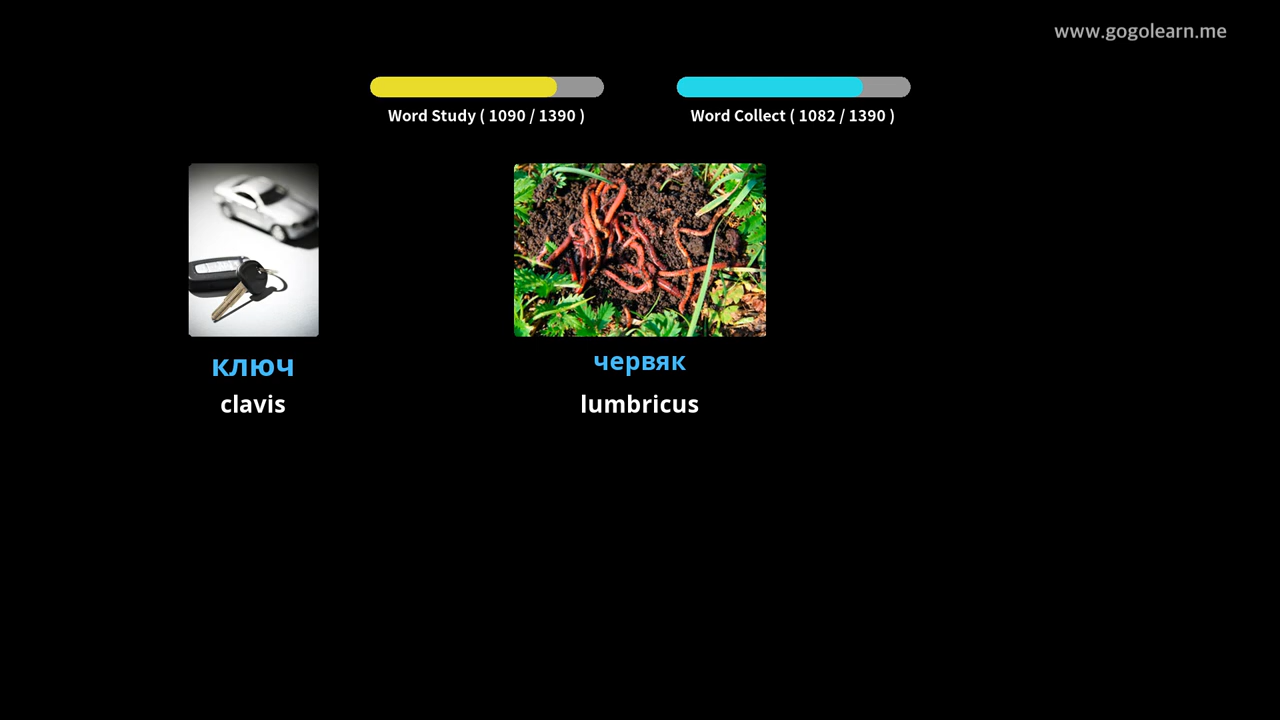 www.gogolearn.me
Word Study ( 1090 / 1390 )
Word Collect ( 1082 / 1390 )
ключ
clavis
червяк
lumbricus